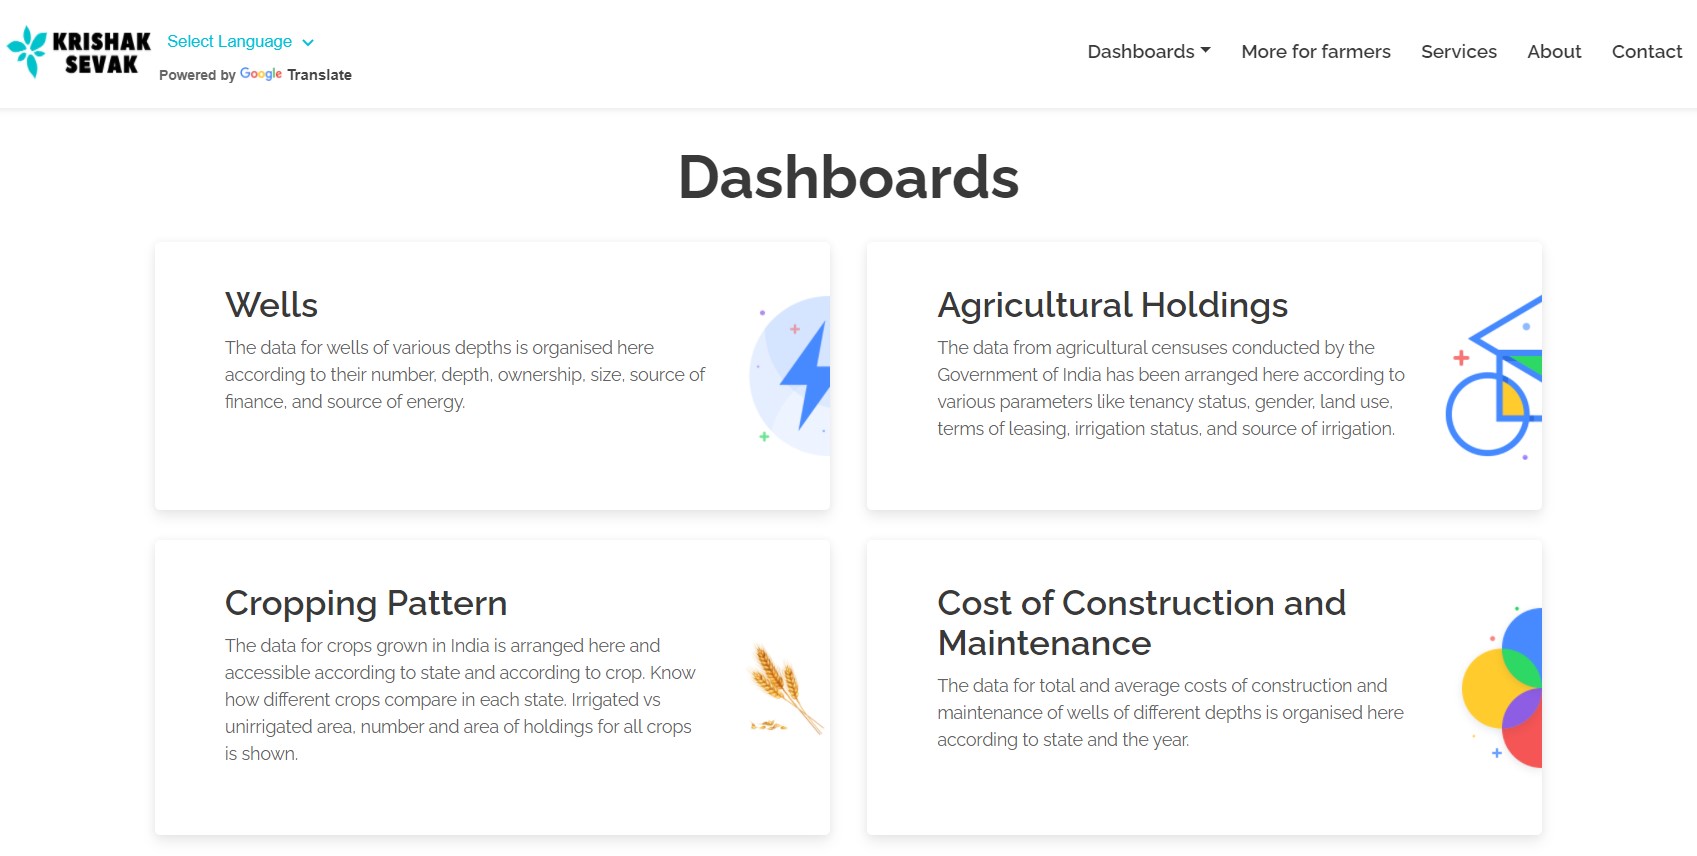 KRISHAK
SEVAK
Select Language
Powered by Google Translate
Dashboards
More for farmers
Services
About
Contact
Dashboards
Wells
The data for wells of various depths is organised here
according to their number, depth, ownership, size, source of
finance, and source of energy.
Agricultural Holdings
The data from agricultural censuses conducted by the
Government of India has been arranged here according to
various parameters like tenancy status, gender, land use,
terms of leasing, irrigation status, and source of irrigation.
Cropping Pattern
The data for crops grown in India is arranged here and
accessible according to state and according to crop. Know
how different crops compare in each state. Irrigated vs
unirrigated area, number and area of holdings for all crops
is shown.
Cost of Construction and
Maintenance
The data for total and average costs of construction and
maintenance of wells of different depths is organised here
according to state and the year.